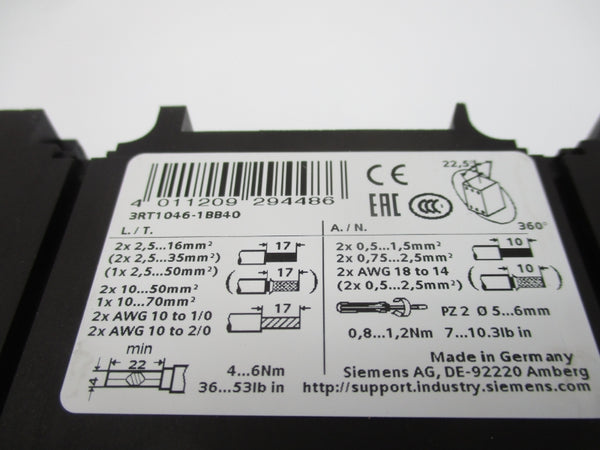 4 011209 294486
3RT1046-1BB40
CE
22,5°
EAC
CCC
360°
L. / T.
2x 2,5...16mm²
(2x 2,5...35mm²)
(1x 2,5...50mm²)
17
2x 10...50mm²
1x 10...70mm²
17
2x AWG 10 to 1/0
2x AWG 10 to 2/0
17
min
22
4
4...6Nm
36...53lb in
A. / N.
2x 0,5...1,5mm²
2x 0,75...2,5mm²
10
2x AWG 18 to 14
(2x 0,5...2,5mm²)
10
PZ 2 Ø 5...6mm
0,8...1,2Nm 7...10.3lb in
Made in Germany
Siemens AG, DE-92220 Amberg
http://support.industry.siemens.com